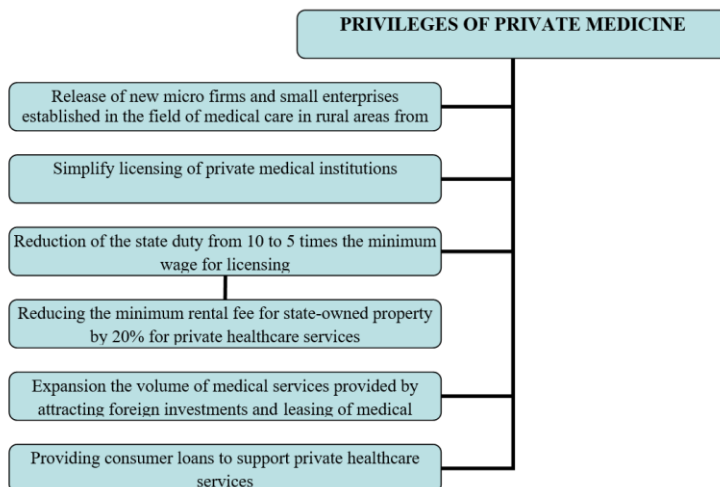 PRIVILEGES OF PRIVATE MEDICINE
Release of new micro firms and small enterprises
established in the field of medical care in rural areas from
Simplify licensing of private medical institutions
Reduction of the state duty from 10 to 5 times the minimum
wage for licensing
Reducing the minimum rental fee for state-owned property
by 20% for private healthcare services
Expansion the volume of medical services provided by
attracting foreign investments and leasing of medical
Providing consumer loans to support private healthcare
services